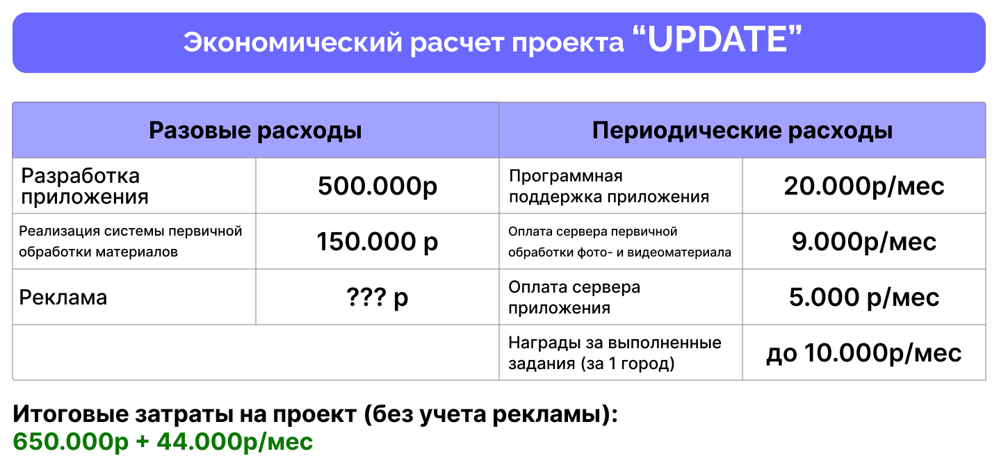 Экономический расчет проекта “UPDATE”
Разовые расходы
Периодические расходы
Разработка
приложения
500.000р
Программная
поддержка приложения
20.000р/мес
Реализация системы первичной
обработки материалов
150.000 р
Оплата сервера первичной
обработки фото- и видеоматериала
9.000р/мес
Реклама
??? р
Оплата сервера
приложения
5.000 р/мес
Награды за выполненные
задания (за 1 город)
до 10.000р/мес
Итоговые затраты на проект (без учета рекламы):
650.000р + 44.000р/мес